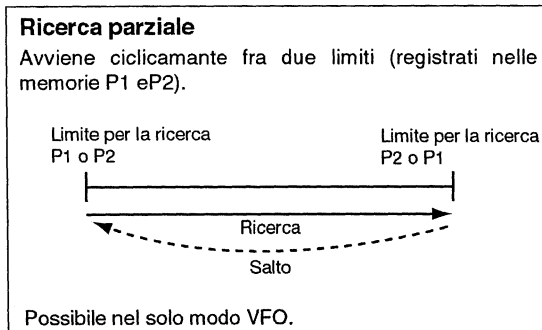 Ricerca parziale
Avviene ciclicamante fra due limiti (registrati nelle
memorie P1 eP2).
Limite per la ricerca
P1 o P2
Limite per la ricerca
P2 o P1
Ricerca
Salto
Possibile nel solo modo VFO.